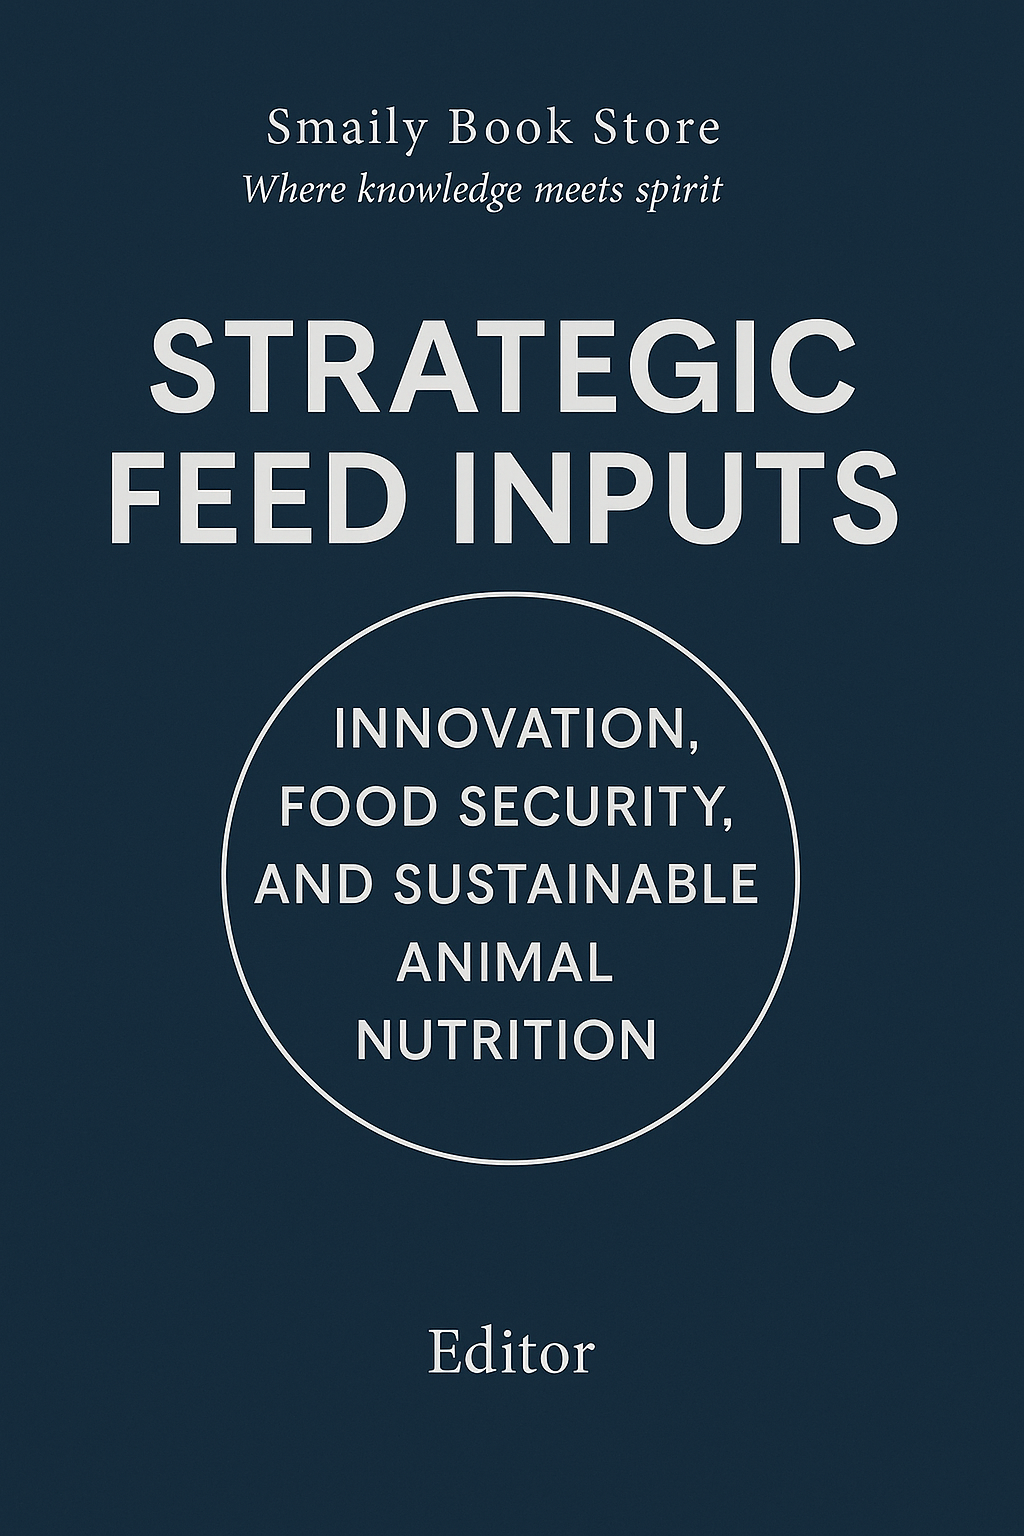 Smaily Book Store
Where knowledge meets spirit
STRATEGIC
FEED INPUTS
INNOVATION,
FOOD SECURITY,
AND SUSTAINABLE
ANIMAL
NUTRITION
Editor